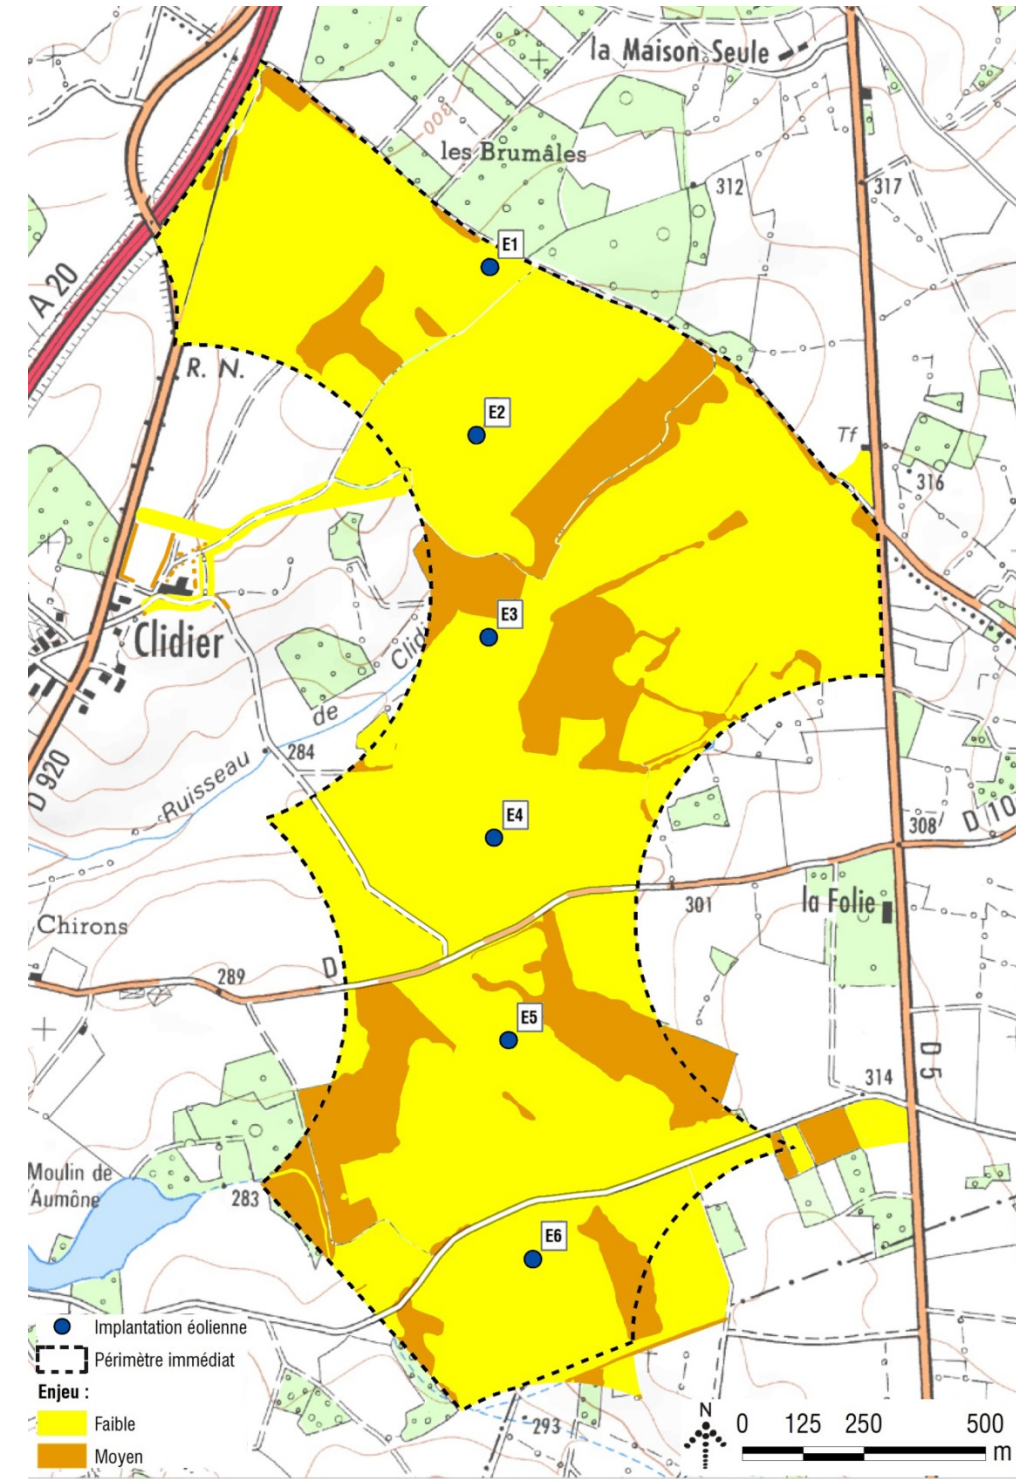 la Maison Seule
300
les Brumâles
312
317
E1
A 20
R. N.
E2
Tf
316
E3
Clidier
Clidi
de
284
Ruisseau
D 920
E4
308
D 10
Chirons
301
la Folie
289
D
E5
D 5
314
Moulin de
Aumône
283
E6
Implantation éolienne
Périmètre immédiat
Enjeu :
Faible
Moyen
293
N
0 125 250 500
m